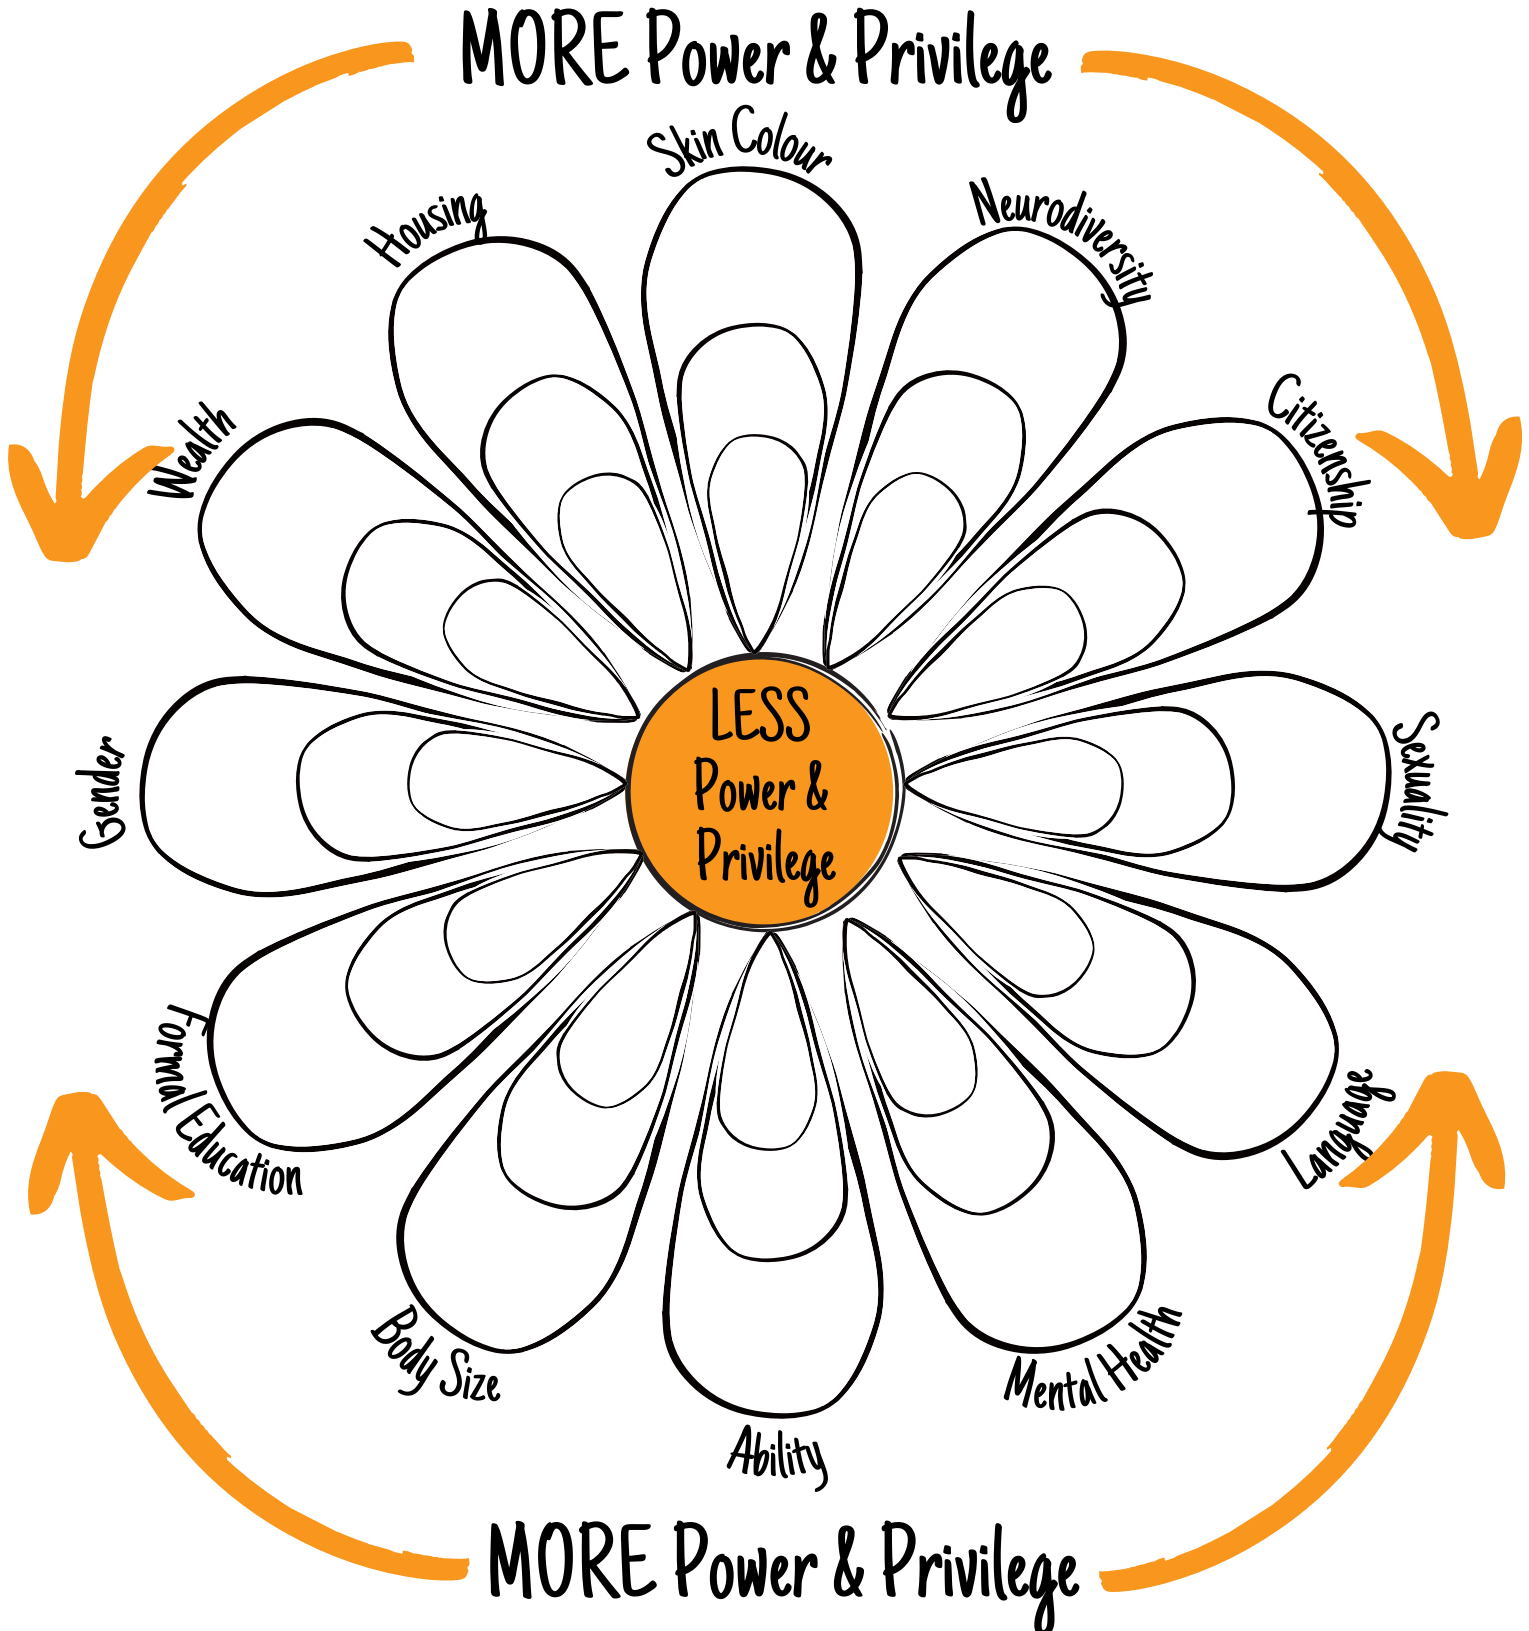 MORE Power & Privilege
Skin Colour
Neurodiversity
Citizenship
Sexuality
Language
Mental Health
Ability
Body Size
Formal Education
Gender
Wealth
Housing
LESS
Power &
Privilege
MORE Power & Privilege